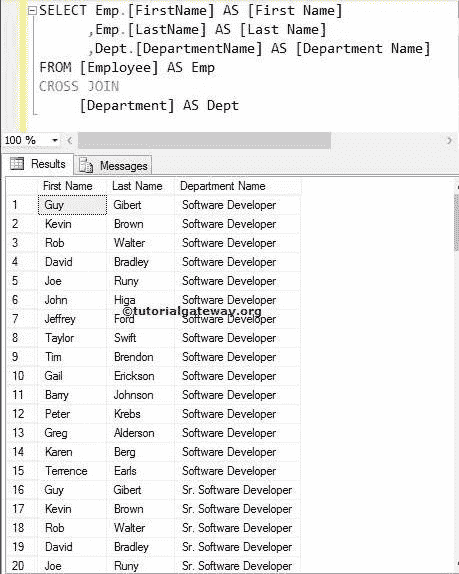 SELECT Emp.[FirstName] AS [First Name]
,Emp.[LastName] AS [Last Name]
,Dept.[DepartmentName] AS [Department Name]
FROM [Employee] AS Emp
CROSS JOIN
[Department] AS Dept
100 %
Results Messages
First Name Last Name Department Name
1 Guy Gibert Software Developer
2 Kevin Brown Software Developer
3 Rob Walter Software Developer
4 David Bradley Software Developer
5 Joe Runy Software Developer
6 John Higa Software Developer
©tutorialgateway.org
7 Jeffrey Ford Software Developer
8 Taylor Swift Software Developer
9 Tim Brendon Software Developer
10 Gail Erickson Software Developer
11 Barry Johnson Software Developer
12 Peter Krebs Software Developer
13 Greg Alderson Software Developer
14 Karen Berg Software Developer
15 Terrence Earls Software Developer
16 Guy Gibert Sr. Software Developer
17 Kevin Brown Sr. Software Developer
18 Rob Walter Sr. Software Developer
19 David Bradley Sr. Software Developer
20 Joe Runy Sr. Software Developer